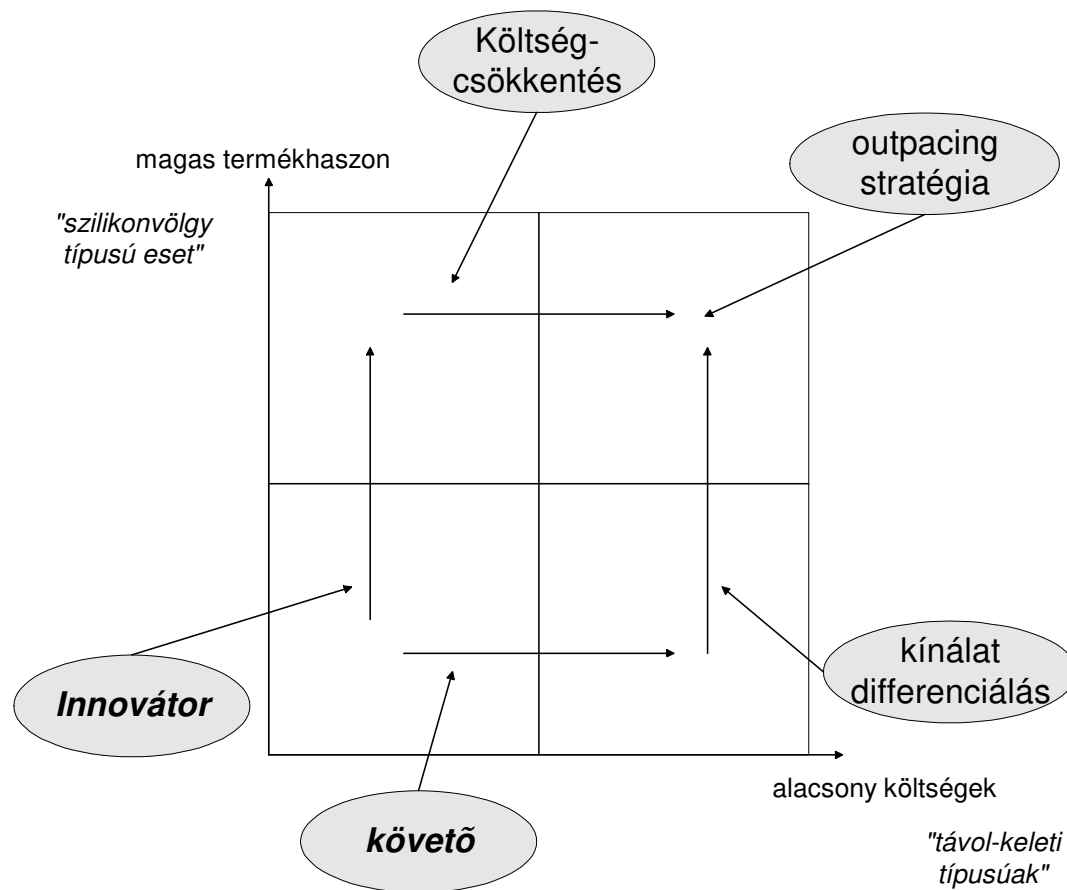 Költség-
csökkentés
outpacing
stratégia
magas termékhaszon
"szilikonvölgy
típusú eset"
Innovátor
kínálat
differenciálás
követõ
alacsony költségek
"távol-keleti
típusúak"